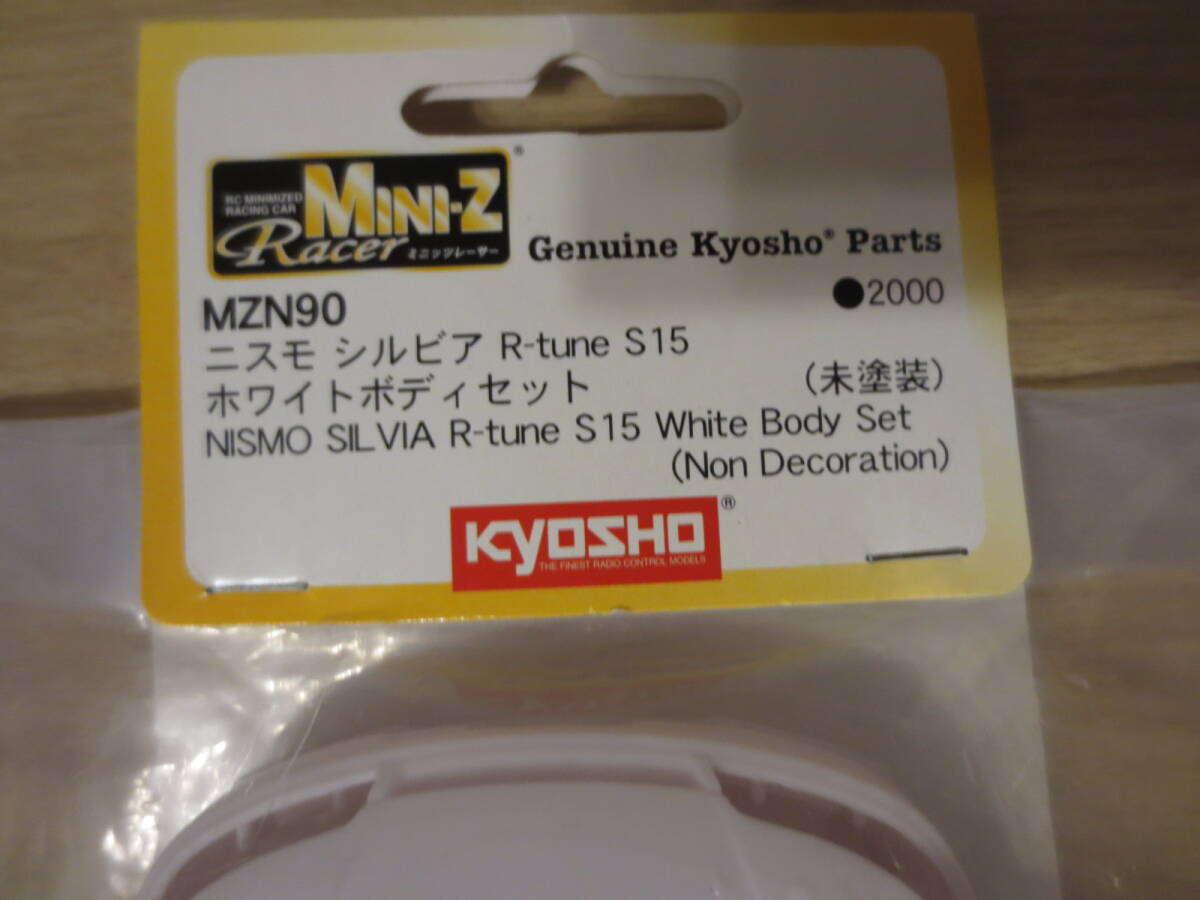 RC MINIMIZED
RACING CAR
MINI-Z
Racer
ミニッツレーサー
®
Genuine Kyosho® Parts
MZN90
●2000
ニスモ シルビア R-tune S15
ホワイトボディセット (未塗装)
NISMO SILVIA R-tune S15 White Body Set
(Non Decoration)
KYOSHO®
THE FINEST RADIO CONTROL MODELS